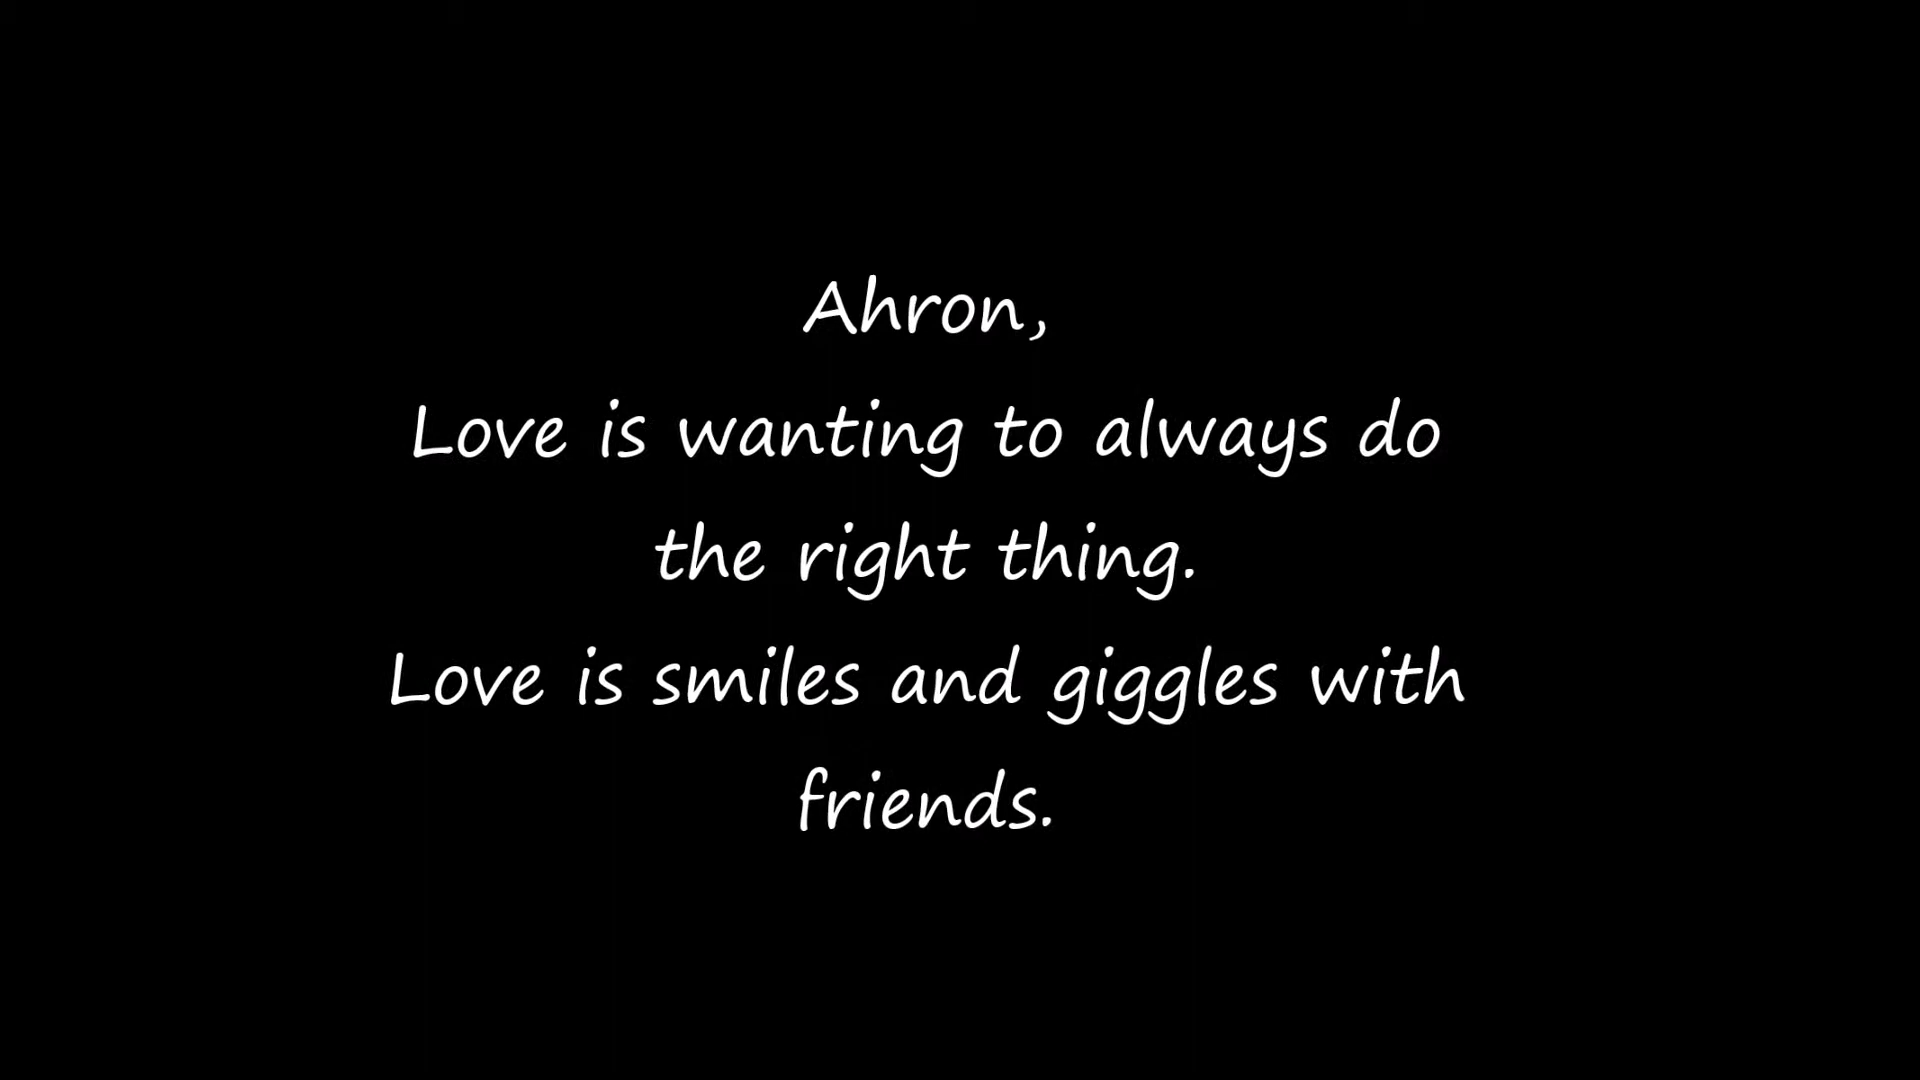 Ahron,
Love is wanting to always do
the right thing.
Love is smiles and giggles with
friends.